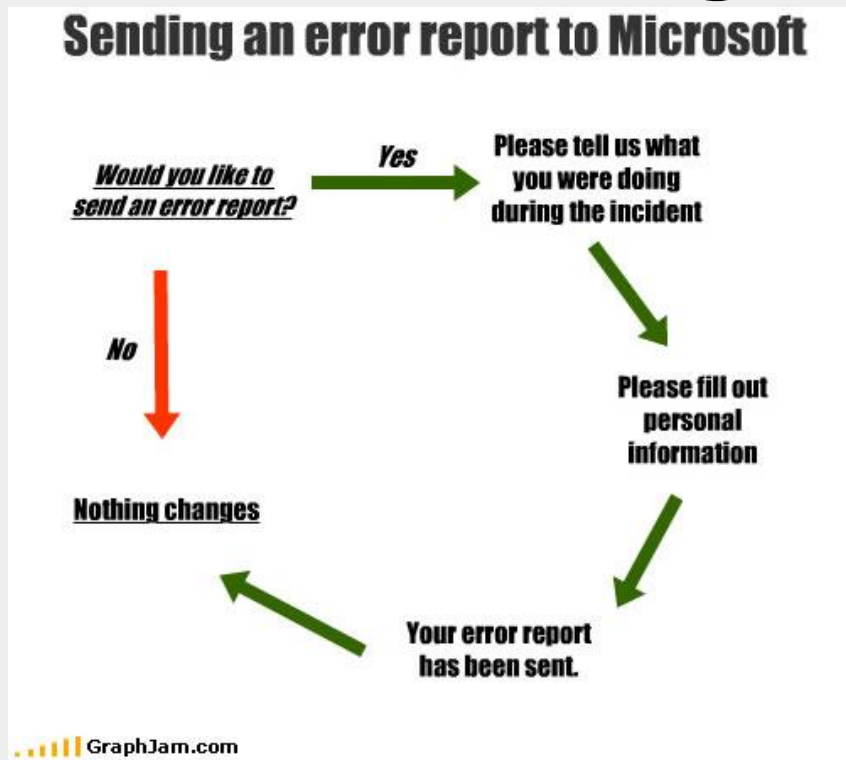 Sending an error report to Microsoft
Would you like to
send an error report?
Yes
Please tell us what
you were doing
during the incident
No
Please fill out
personal
information
Nothing changes
Your error report
has been sent.
GraphJam.com